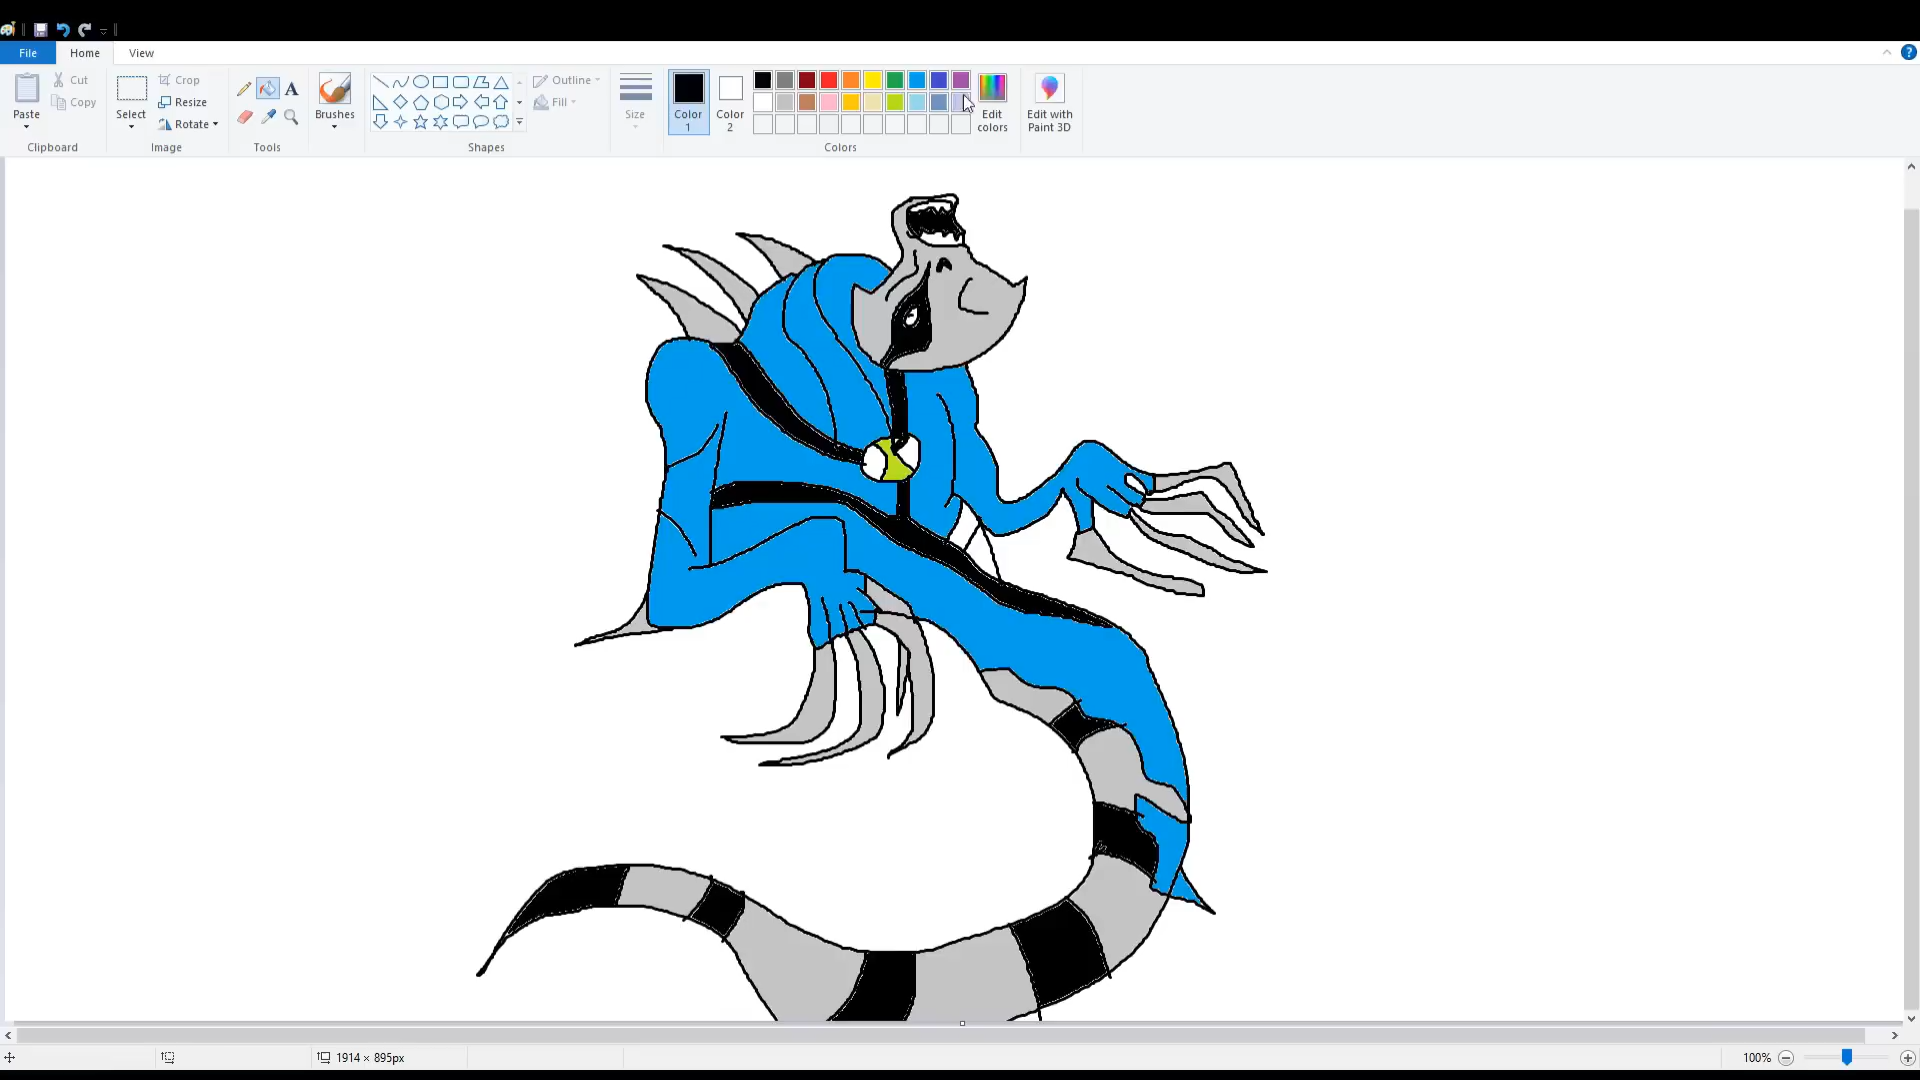 File Home View
Paste
Cut
Copy
Clipboard
Select
Crop
Resize
Rotate
Image
A
Tools
Brushes
Shapes
Outline
Fill
Size
Color
1
Color
2
Colors
Edit
colors
Edit with
Paint 3D
?
1914 × 895px
100%